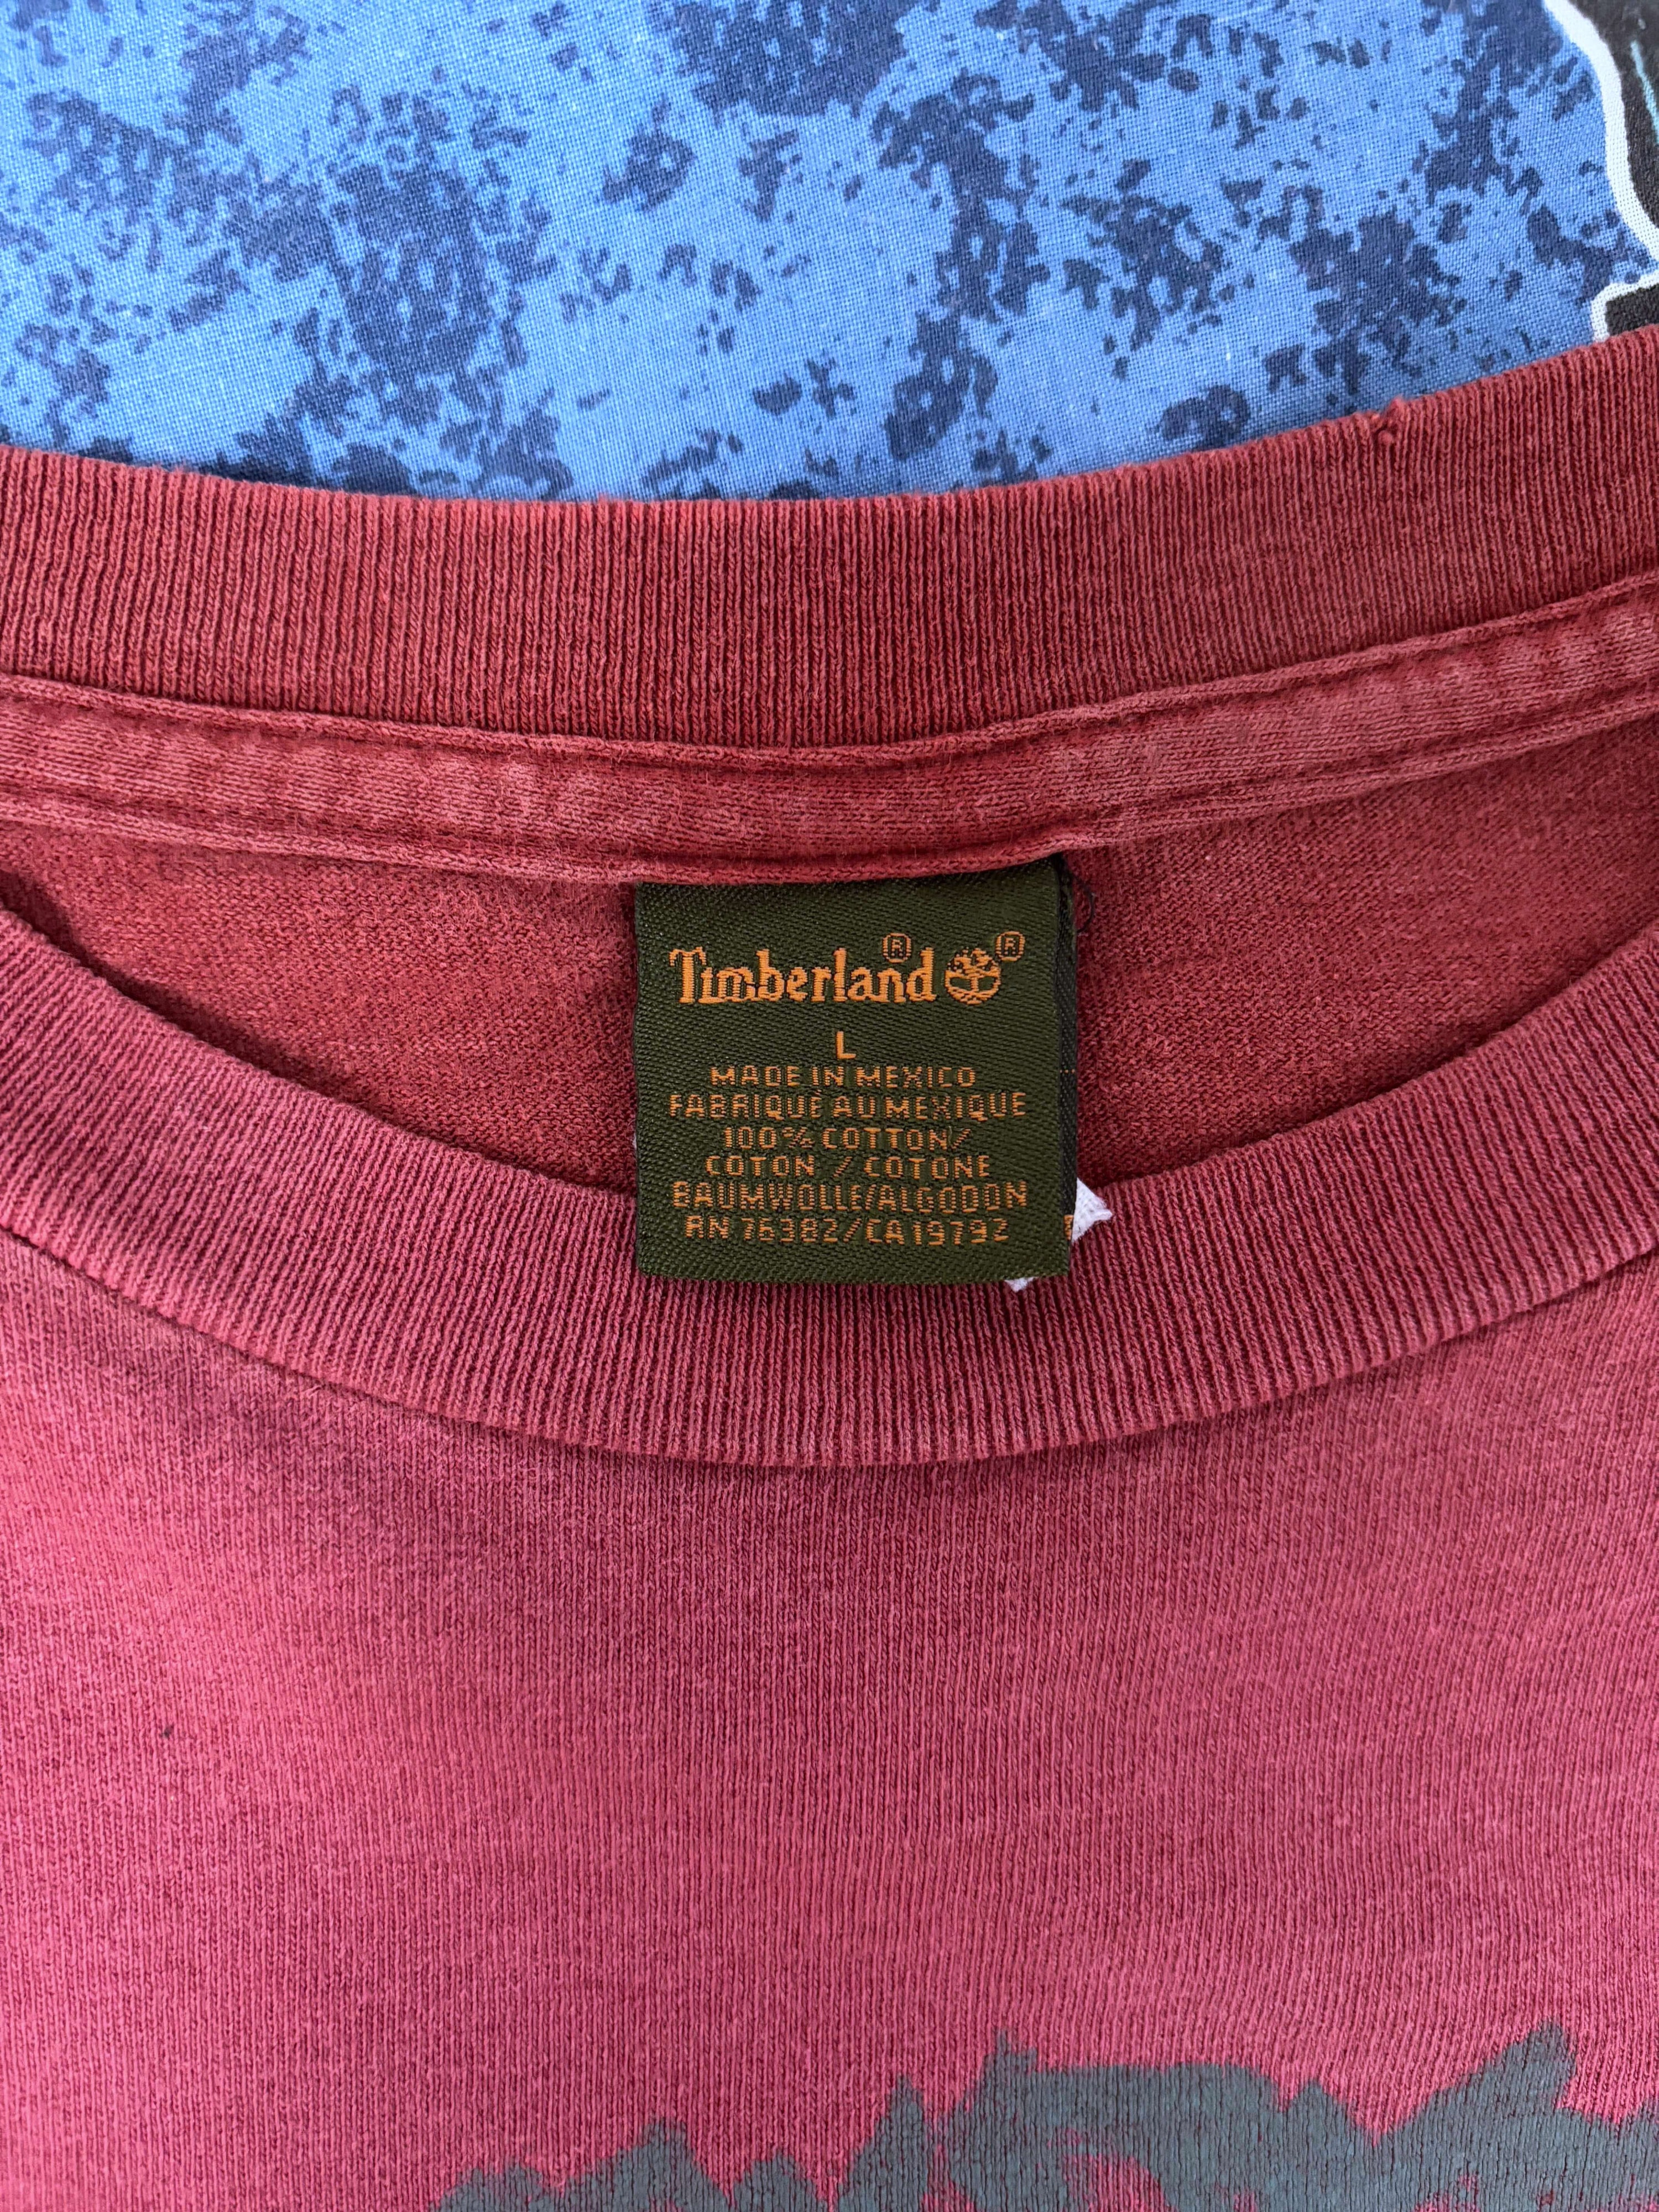 Timberland®®
L
MADE IN MEXICO
FABRIQUÉ AU MEXIQUE
100% COTTON/
COTON / COTONE
BAUMWOLLE/ALGODON
RN 76382/CA19792